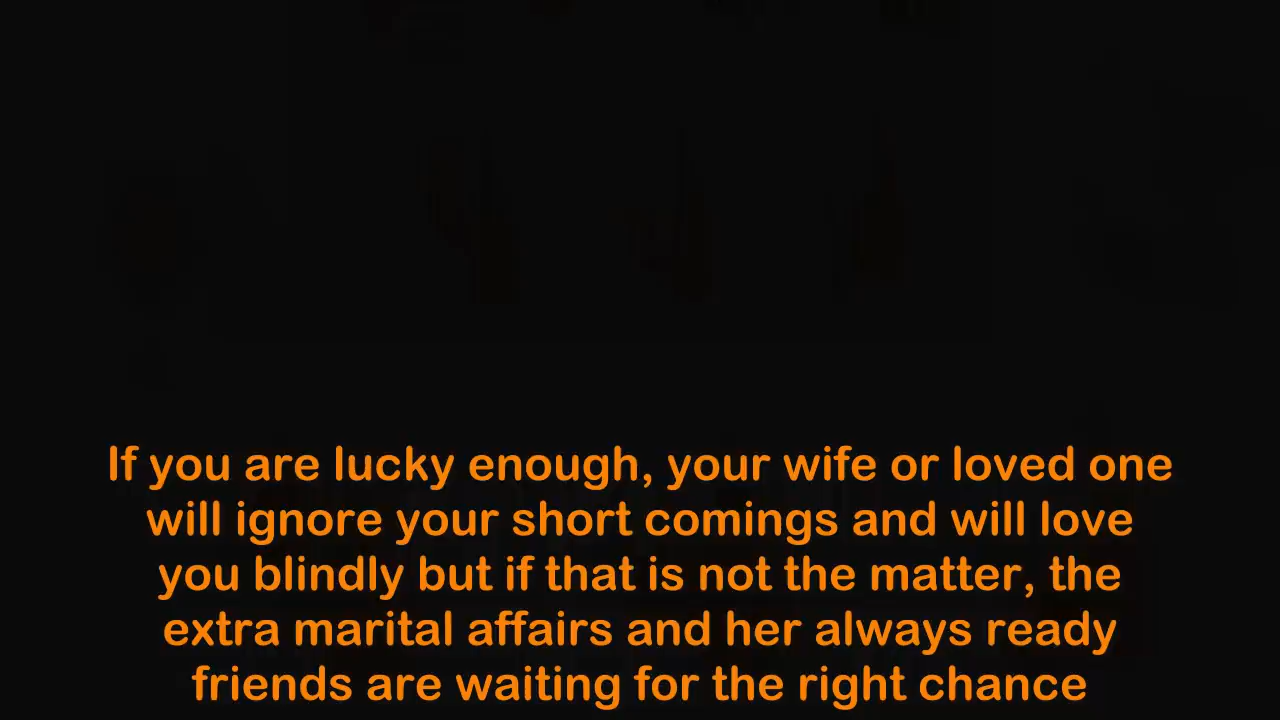 If you are lucky enough, your wife or loved one
will ignore your short comings and will love
you blindly but if that is not the matter, the
extra marital affairs and her always ready
friends are waiting for the right chance